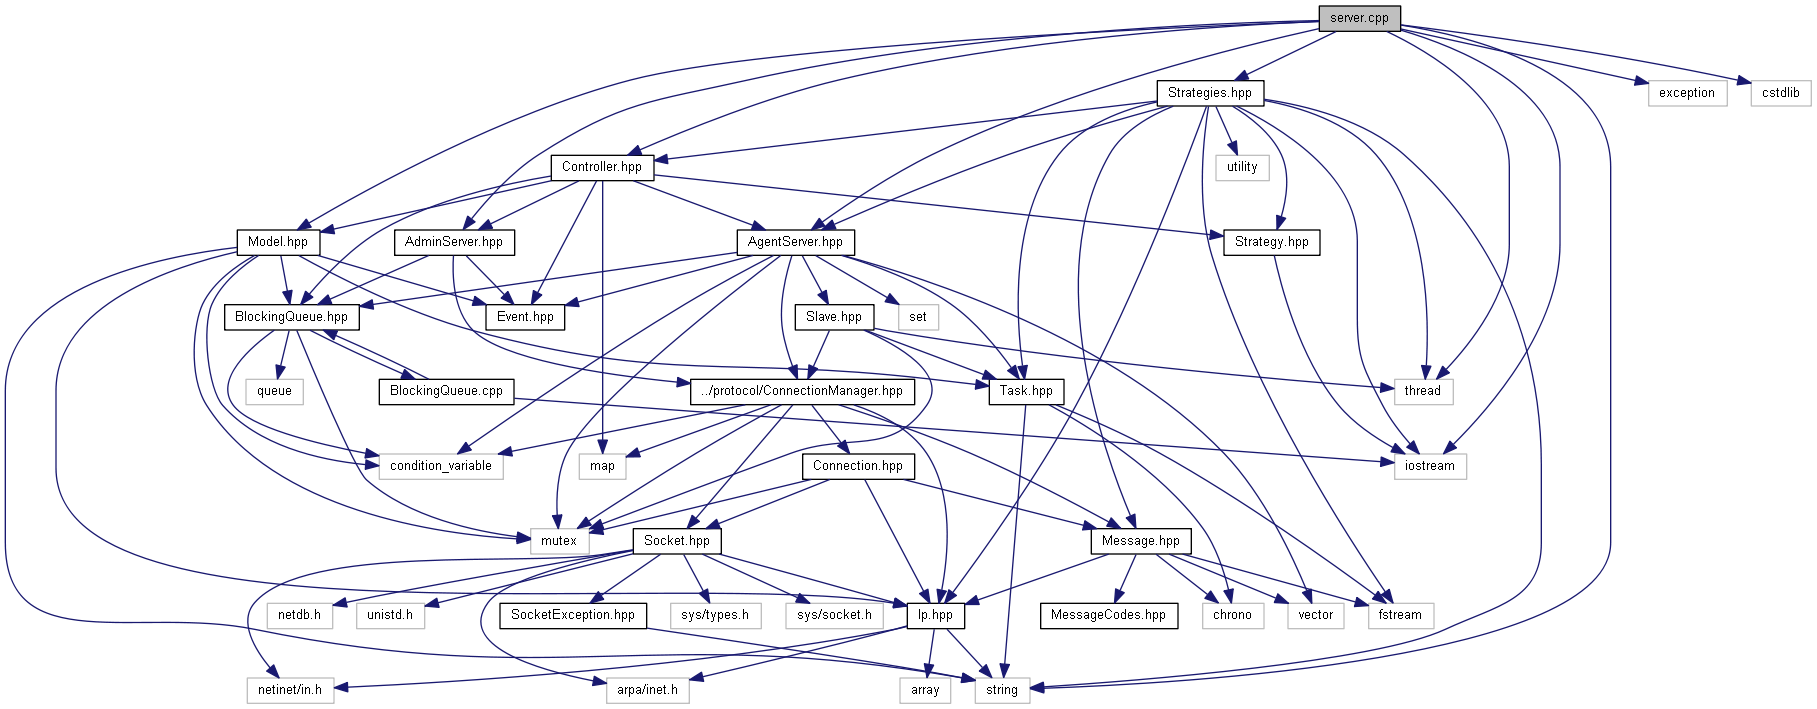 server.cpp
Strategies.hpp
exception
cstdlib
Controller.hpp
utility
Model.hpp
AdminServer.hpp
AgentServer.hpp
Strategy.hpp
BlockingQueue.hpp
Event.hpp
Slave.hpp
set
queue
BlockingQueue.cpp
../protocol/ConnectionManager.hpp
Task.hpp
thread
condition_variable
map
Connection.hpp
iostream
mutex
Socket.hpp
Message.hpp
netdb.h
unistd.h
SocketException.hpp
sys/types.h
sys/socket.h
Ip.hpp
MessageCodes.hpp
chrono
vector
fstream
netinet/in.h
arpa/inet.h
array
string